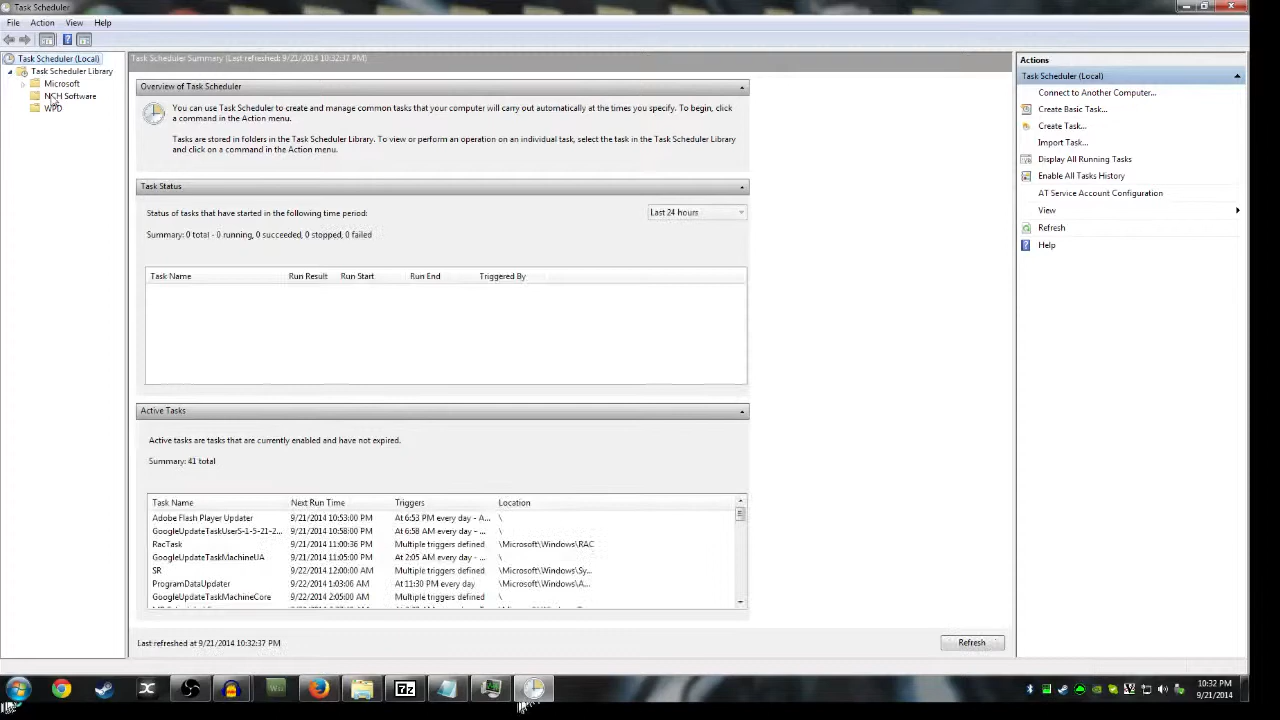 Task Scheduler
File Action View Help
Task Scheduler (Local)
Task Scheduler Library
Microsoft
NCH Software
WPD
Task Scheduler Summary (Last refreshed: 9/21/2014 10:32:37 PM)
Overview of Task Scheduler
You can use Task Scheduler to create and manage common tasks that your computer will carry out automatically at the times you specify. To begin, click
a command in the Action menu.
Tasks are stored in folders in the Task Scheduler Library. To view or perform an operation on an individual task, select the task in the Task Scheduler Library
and click on a command in the Action menu.
Task Status
Status of tasks that have started in the following time period:
Last 24 hours
Summary: 0 total - 0 running, 0 succeeded, 0 stopped, 0 failed
Task Name Run Result Run Start Run End Triggered By
Active Tasks
Active tasks are tasks that are currently enabled and have not expired.
Summary: 41 total
Task Name Next Run Time Triggers Location
Adobe Flash Player Updater 9/21/2014 10:53:00 PM At 6:53 PM every day - A... \
GoogleUpdateTaskUserS-1-5-21-2... 9/21/2014 10:58:00 PM At 6:58 AM every day - ... \
RacTask 9/21/2014 11:00:36 PM Multiple triggers defined \Microsoft\Windows\RAC
GoogleUpdateTaskMachineUA 9/21/2014 11:05:00 PM At 2:05 AM every day - ... \
SR 9/22/2014 12:00:00 AM Multiple triggers defined \Microsoft\Windows\Sy...
ProgramDataUpdater 9/22/2014 1:03:06 AM At 11:30 PM every day \Microsoft\Windows\A...
GoogleUpdateTaskMachineCore 9/22/2014 2:05:00 AM Multiple triggers defined \
Last refreshed at 9/21/2014 10:32:37 PM
Refresh
Actions
Task Scheduler (Local)
Connect to Another Computer...
Create Basic Task...
Create Task...
Import Task...
Display All Running Tasks
Enable All Tasks History
AT Service Account Configuration
View
Refresh
Help
7z
10:32 PM
9/21/2014